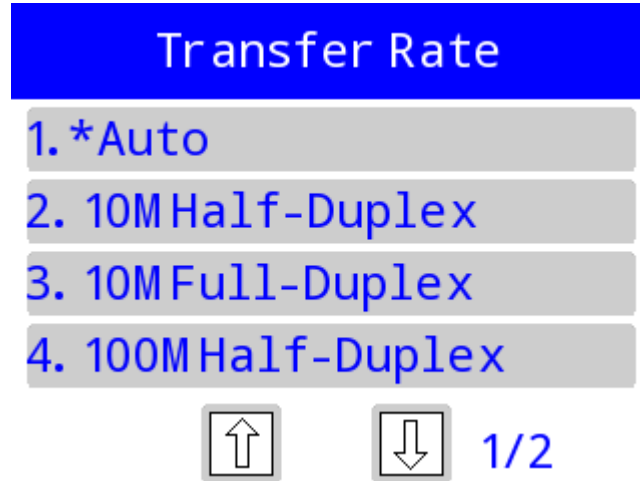 Transfer Rate
1. *Auto
2. 10M Half-Duplex
3. 10M Full-Duplex
4. 100M Half-Duplex
1/2